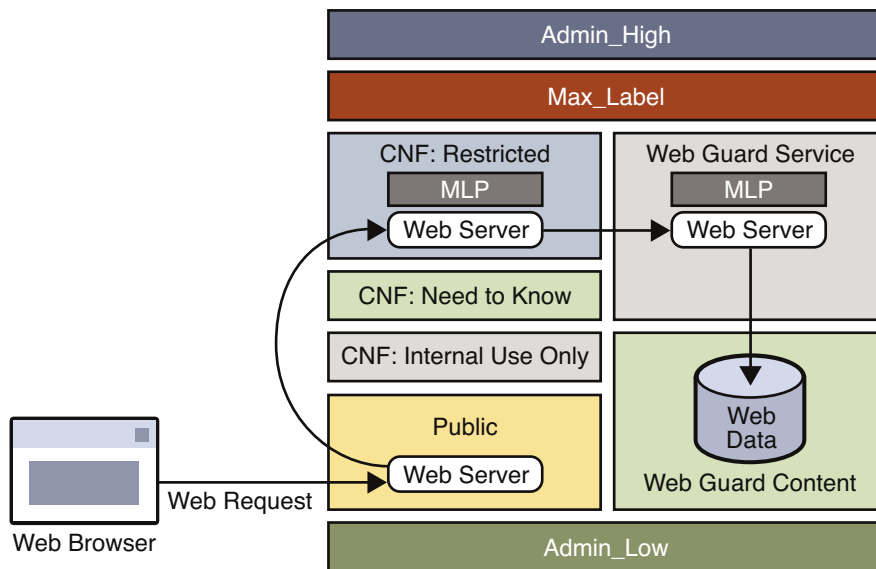 Admin_High
Max_Label
CNF: Restricted
MLP
Web Server
Web Guard Service
MLP
Web Server
CNF: Need to Know
CNF: Internal Use Only
Public
Web Server
Web
Data
Web Guard Content
Web Request
Web Browser
Admin_Low